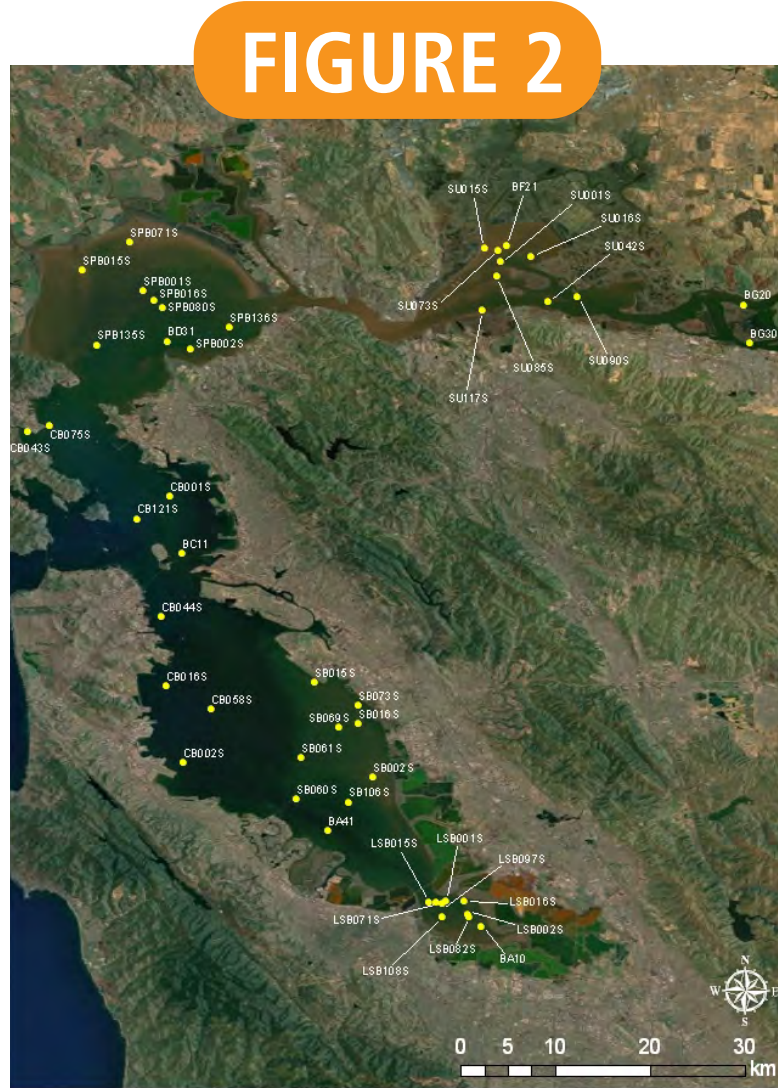 FIGURE 2
SU015S
BF21
SU001S
SU016S
SPB071S
SU042S
SPB015S
SPB001S
SPB016S
SU073S
SPB080S
BG20
SPB136S
BD31
SPB135S
SPB002S
BG30
SU090S
SU085S
SU117S
CB075S
CB043S
CB001S
CB121S
BC11
CB044S
SB015S
CB016S
SB073S
CB058S
SB069S
SB016S
SB061S
CB002S
SB002S
SB060S
SB106S
BA41
LSB001S
LSB015S
LSB097S
LSB016S
LSB071S
LSB002S
LSB082S
BA10
LSB108S
N
W E
S
0 5 10 20 30
km